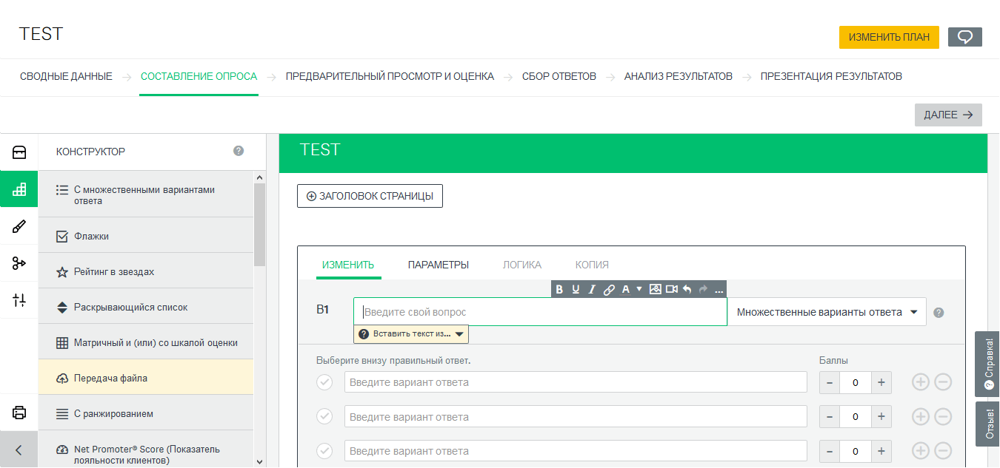 TEST
ИЗМЕНИТЬ ПЛАН
СВОДНЫЕ ДАННЫЕ → СОСТАВЛЕНИЕ ОПРОСА → ПРЕДВАРИТЕЛЬНЫЙ ПРОСМОТР И ОЦЕНКА → СБОР ОТВЕТОВ → АНАЛИЗ РЕЗУЛЬТАТОВ → ПРЕЗЕНТАЦИЯ РЕЗУЛЬТАТОВ
ДАЛЕЕ →
КОНСТРУКТОР ?
С множественными вариантами
ответа
Флажки
Рейтинг в звездах
Раскрывающийся список
Матричный и (или) со шкалой оценки
Передача файла
С ранжированием
Net Promoter® Score (Показатель
лояльности клиентов)
TEST
ЗАГОЛОВОК СТРАНИЦЫ
ИЗМЕНИТЬ ПАРАМЕТРЫ ЛОГИКА КОПИЯ
B U I A ...
В1 Введите свой вопрос Множественные варианты ответа ?
? Вставить текст из...
Выберите внизу правильный ответ. Баллы
Введите вариант ответа − 0 +
Введите вариант ответа − 0 +
Введите вариант ответа − 0 +
? Справка!
Отзыв!